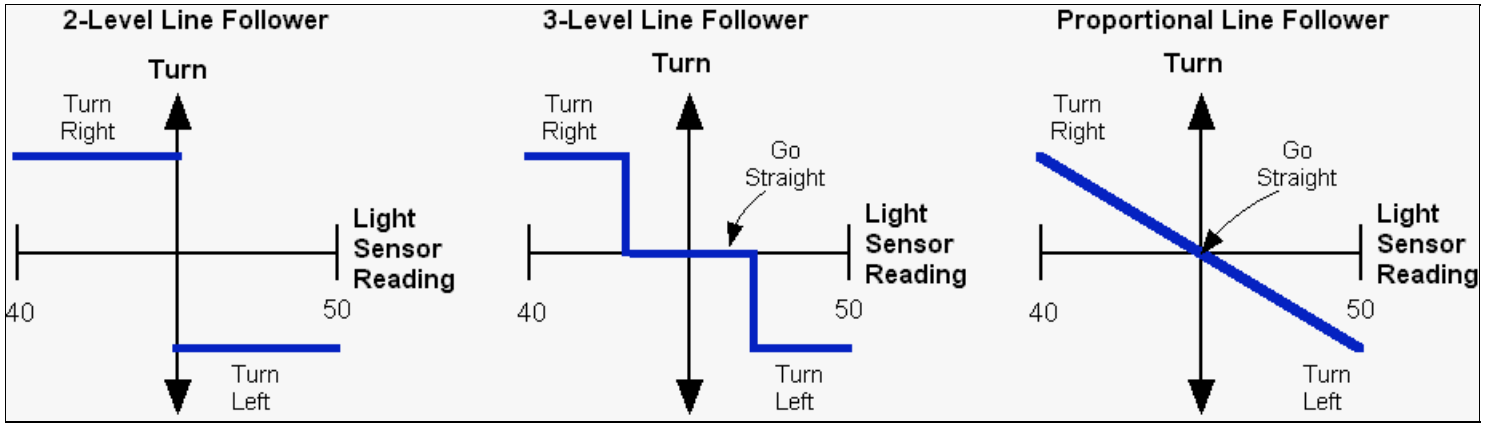 2-Level Line Follower
Turn
Turn
Right
Light
Sensor
Reading
40
50
Turn
Left
3-Level Line Follower
Turn
Turn
Right
Go
Straight
Light
Sensor
Reading
40
50
Turn
Left
Proportional Line Follower
Turn
Turn
Right
Go
Straight
Light
Sensor
Reading
40
50
Turn
Left